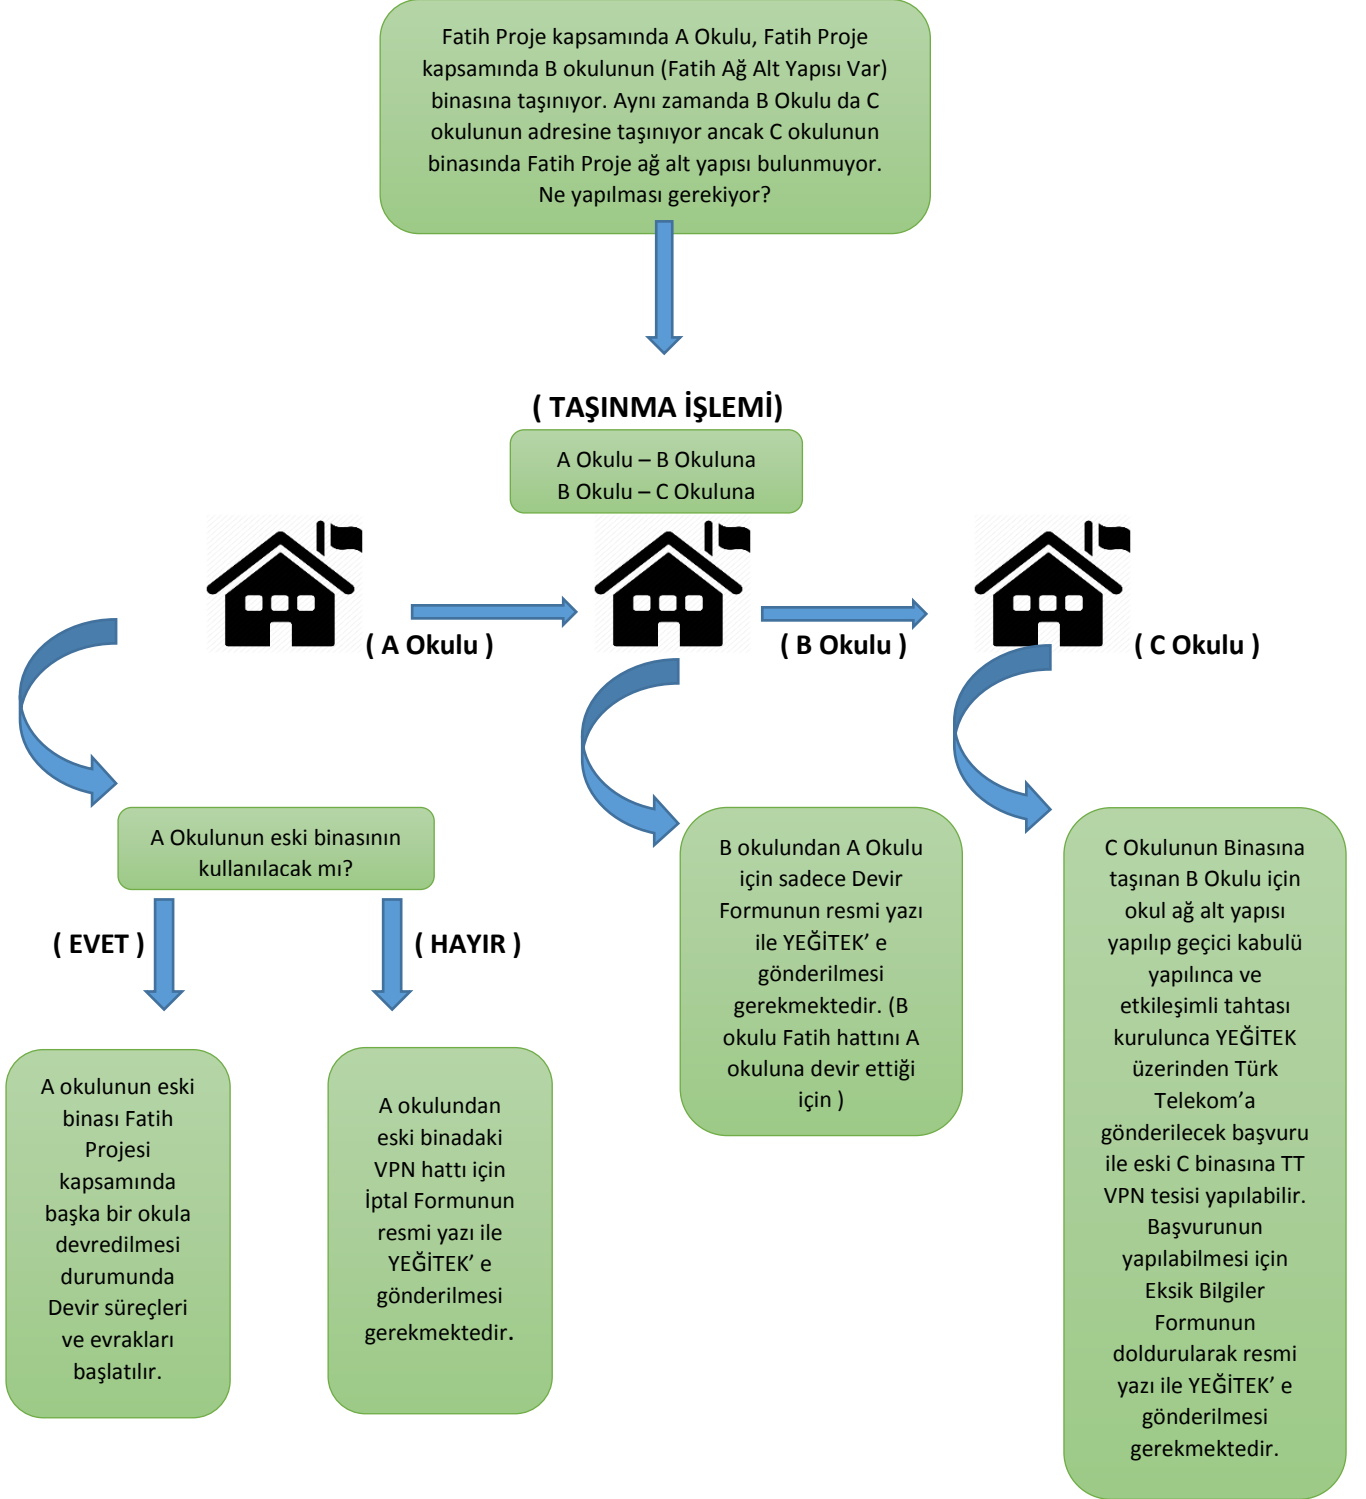 Fatih Proje kapsamında A Okulu, Fatih Proje
kapsamında B okulunun (Fatih Ağ Alt Yapısı Var)
binasına taşınıyor. Aynı zamanda B Okulu da C
okulunun adresine taşınıyor ancak C okulunun
binasında Fatih Proje ağ alt yapısı bulunmuyor.
Ne yapılması gerekiyor?
( TAŞINMA İŞLEMİ)
A Okulu – B Okuluna
B Okulu – C Okuluna
( A Okulu )
( B Okulu )
( C Okulu )
A Okulunun eski binasının
kullanılacak mı?
( EVET )
( HAYIR )
A okulunun eski
binası Fatih
Projesi
kapsamında
başka bir okula
devredilmesi
durumunda
Devir süreçleri
ve evrakları
başlatılır.
A okulundan
eski binadaki
VPN hattı için
İptal Formunun
resmi yazı ile
YEĞİTEK’ e
gönderilmesi
gerekmektedir.
B okulundan A Okulu
için sadece Devir
Formunun resmi yazı
ile YEĞİTEK’ e
gönderilmesi
gerekmektedir. (B
okulu Fatih hattını A
okuluna devir ettiği
için )
C Okulunun Binasına
taşınan B Okulu için
okul ağ alt yapısı
yapılıp geçici kabulü
yapılınca ve
etkileşimli tahtası
kurulunca YEĞİTEK
üzerinden Türk
Telekom’a
gönderilecek başvuru
ile eski C binasına TT
VPN tesisi yapılabilir.
Başvurunun
yapılabilmesi için
Eksik Bilgiler
Formunun
doldurularak resmi
yazı ile YEĞİTEK’ e
gönderilmesi
gerekmektedir.